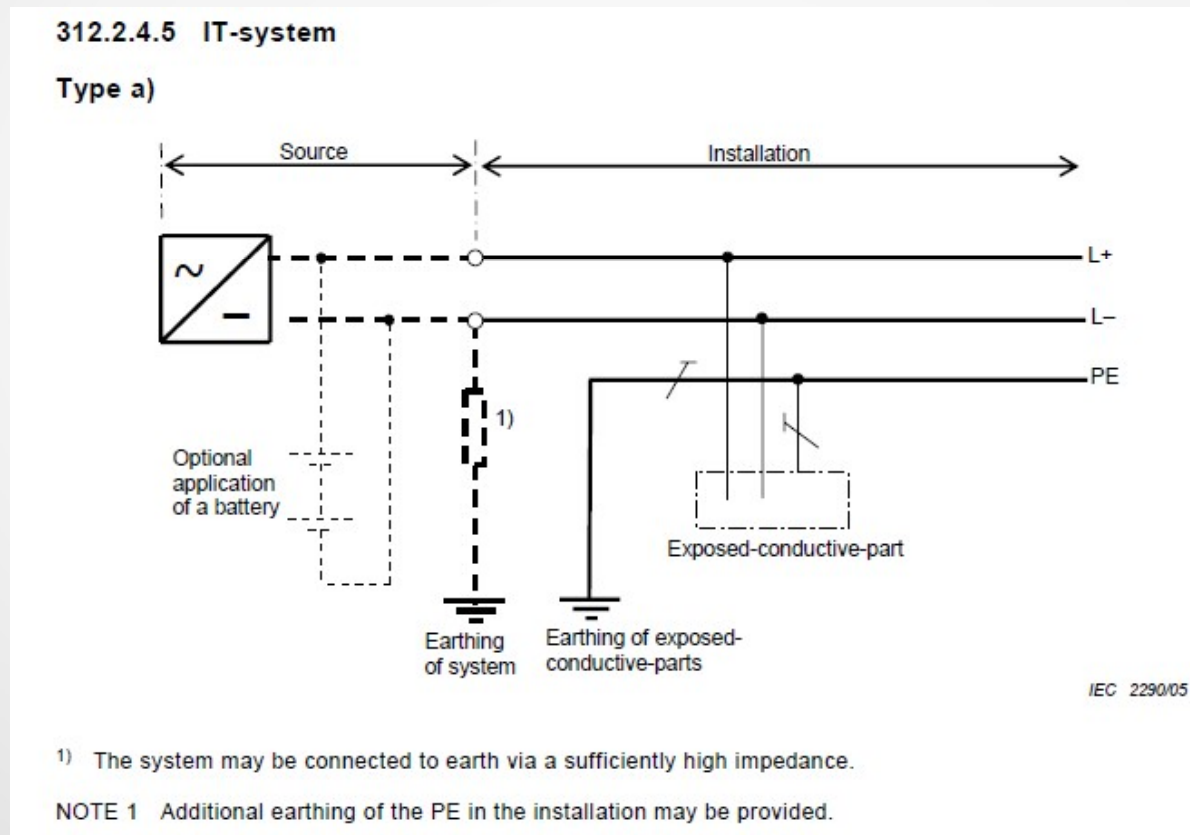 312.2.4.5 IT-system
Type a)
Source
Installation
~
–
L+
L–
PE
1)
Optional
application
of a battery
Exposed-conductive-part
Earthing
of system
Earthing of exposed-
conductive-parts
IEC 2290/05
1) The system may be connected to earth via a sufficiently high impedance.
NOTE 1 Additional earthing of the PE in the installation may be provided.